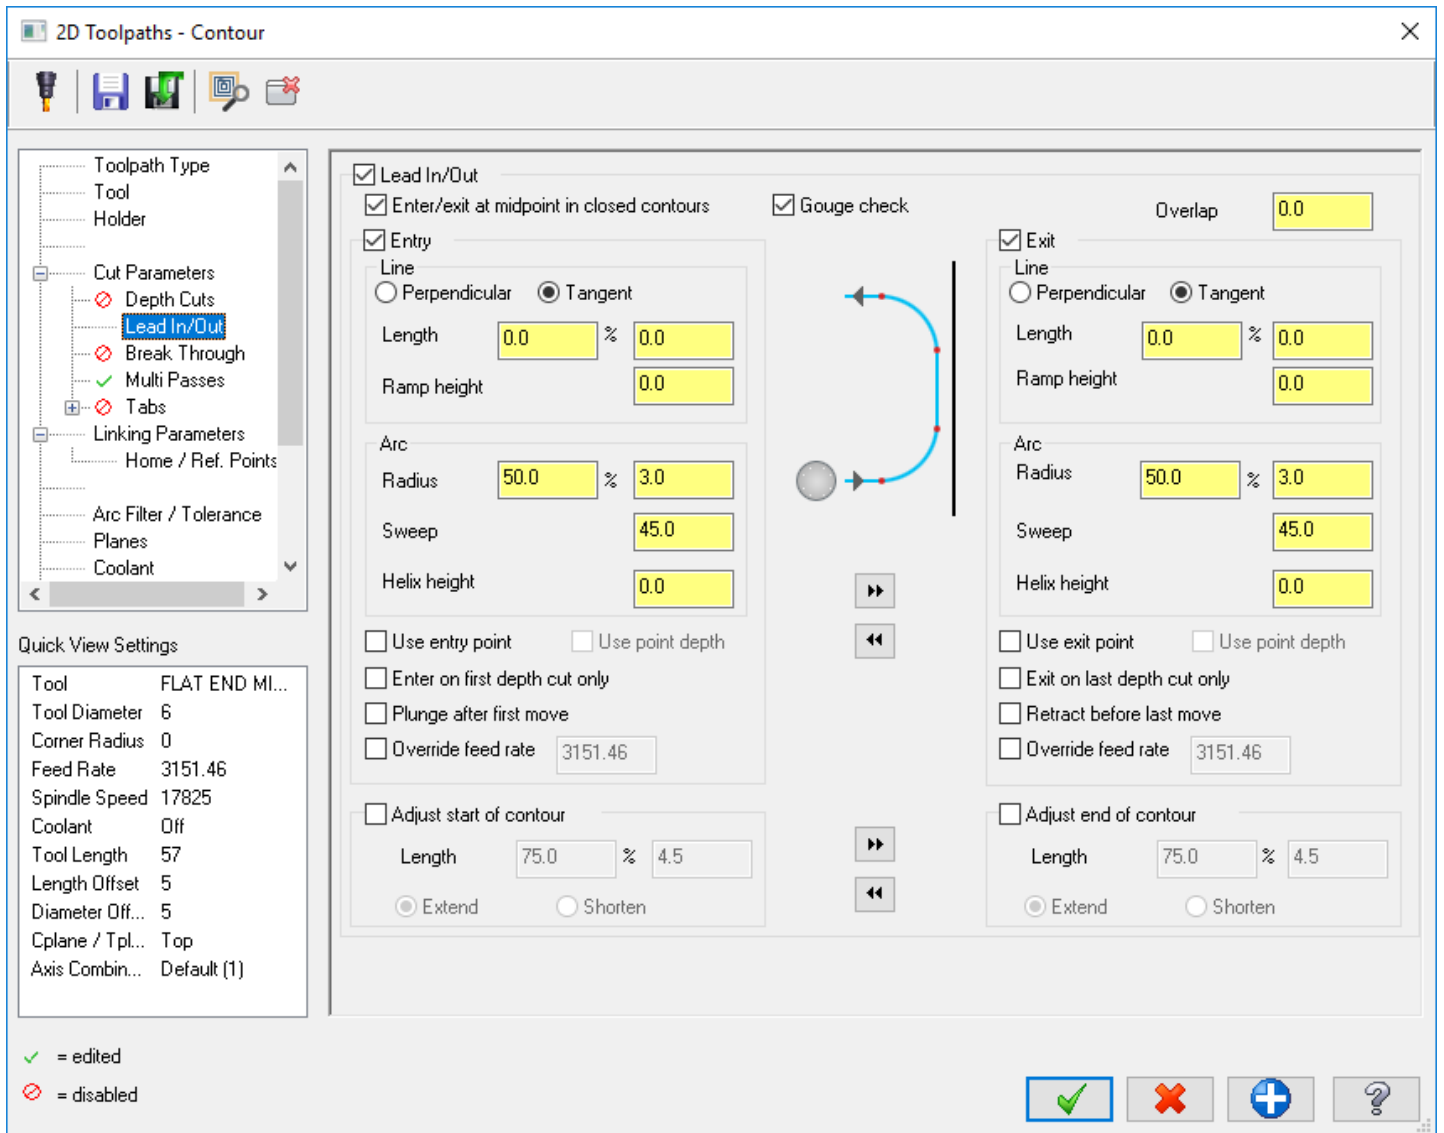 2D Toolpaths - Contour
Toolpath Type
Tool
Holder
Cut Parameters
Depth Cuts
Lead In/Out
Break Through
Multi Passes
Tabs
Linking Parameters
Home / Ref. Points
Arc Filter / Tolerance
Planes
Coolant
Quick View Settings
Tool FLAT END MI...
Tool Diameter 6
Corner Radius 0
Feed Rate 3151.46
Spindle Speed 17825
Coolant Off
Tool Length 57
Length Offset 5
Diameter Off... 5
Cplane / Tpl... Top
Axis Combin... Default (1)
= edited
= disabled
Lead In/Out
Enter/exit at midpoint in closed contours Gouge check Overlap 0.0
Entry
Line
Perpendicular Tangent
Length 0.0 % 0.0
Ramp height 0.0
Arc
Radius 50.0 % 3.0
Sweep 45.0
Helix height 0.0
Use entry point Use point depth
Enter on first depth cut only
Plunge after first move
Override feed rate 3151.46
Adjust start of contour
Length 75.0 % 4.5
Extend Shorten
Exit
Line
Perpendicular Tangent
Length 0.0 % 0.0
Ramp height 0.0
Arc
Radius 50.0 % 3.0
Sweep 45.0
Helix height 0.0
Use exit point Use point depth
Exit on last depth cut only
Retract before last move
Override feed rate 3151.46
Adjust end of contour
Length 75.0 % 4.5
Extend Shorten